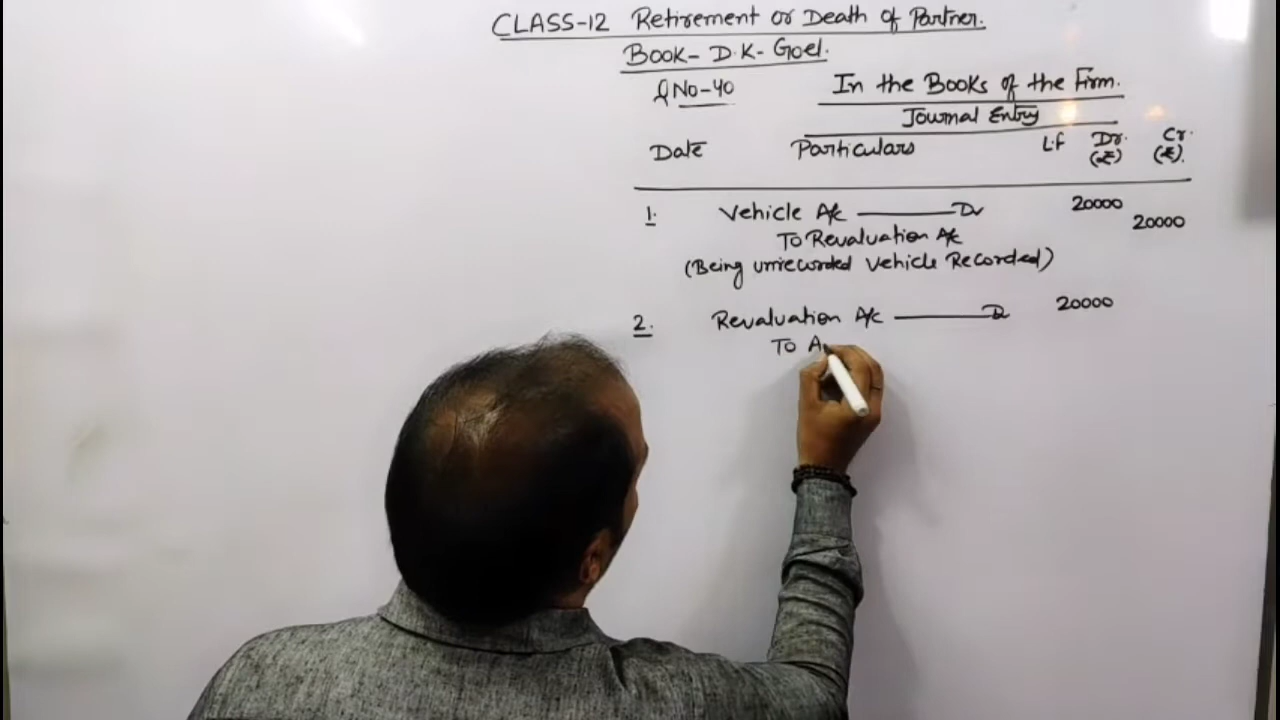 CLASS-12 Retirement or Death of Partner.
Book- D.K- Goel.
QNo-40 In the Books of the Firm.
Journal Entry
Date Particulars L.f Dr. (₹) Cr. (₹).
1. Vehicle A/c Dr 20000
To Revaluation A/c 20000
(Being unrecorded vehicle Recorded)
2. Revaluation A/c Dr 20000
To A